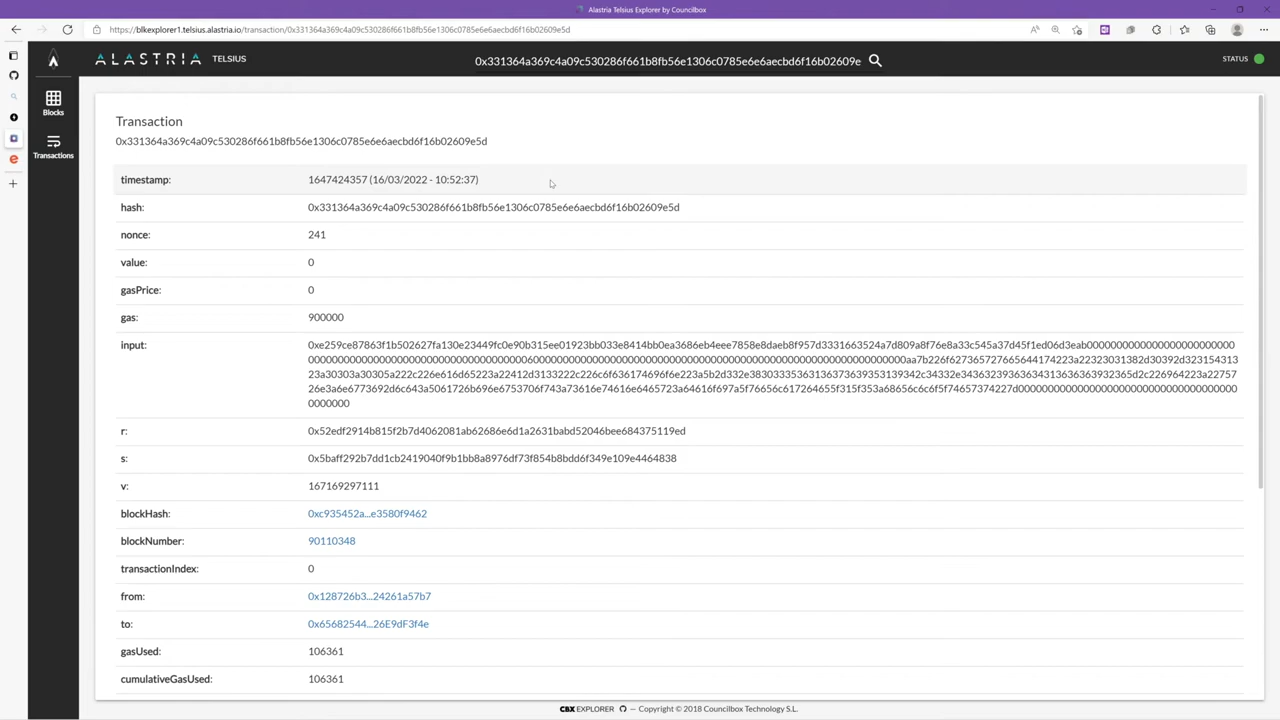 Alastria Telsius Explorer by Councilbox
https://blkexplorer1.telsius.alastria.io/transaction/0x331364a369c4a09c530286f661b8fb56e1306c0785e6e6aecbd6f16b02609e5d
ALASTRIA TELSIUS
0x331364a369c4a09c530286f661b8fb56e1306c0785e6e6aecbd6f16b02609e
STATUS
Blocks
Transactions
Transaction
0x331364a369c4a09c530286f661b8fb56e1306c0785e6e6aecbd6f16b02609e5d
timestamp: 1647424357 (16/03/2022 - 10:52:37)
hash: 0x331364a369c4a09c530286f661b8fb56e1306c0785e6e6aecbd6f16b02609e5d
nonce: 241
value: 0
gasPrice: 0
gas: 900000
input:
r: 0x52edf2914b815f2b7d4062081ab62686e6d1a2631babd52046bee684375119ed
s: 0x5baff292b7dd1cb2419040f9b1bb8a8976df73f854b8bdd6f349e109e4464838
v: 167169297111
blockHash: 0xc935452a...e3580f9462
blockNumber: 90110348
transactionIndex: 0
from: 0x128726b3...24261a57b7
to: 0x65682544...26E9dF3f4e
gasUsed: 106361
cumulativeGasUsed: 106361
CBX EXPLORER — Copyright © 2018 Councilbox Technology S.L.